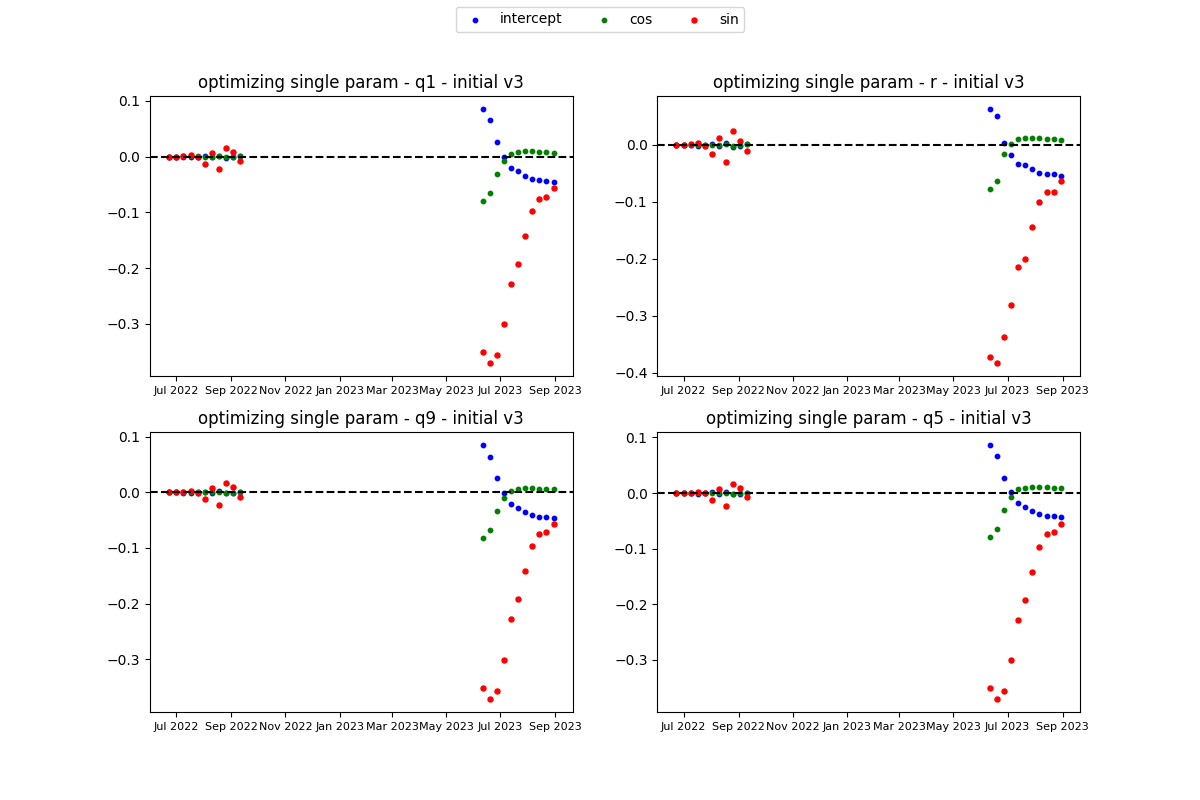 intercept cos sin
optimizing single param - q1 - initial v3
0.1
0.0
−0.1
−0.2
−0.3
Jul 2022 Sep 2022 Nov 2022 Jan 2023 Mar 2023 May 2023 Jul 2023 Sep 2023
optimizing single param - r - initial v3
0.0
−0.1
−0.2
−0.3
−0.4
Jul 2022 Sep 2022 Nov 2022 Jan 2023 Mar 2023 May 2023 Jul 2023 Sep 2023
optimizing single param - q9 - initial v3
0.1
0.0
−0.1
−0.2
−0.3
Jul 2022 Sep 2022 Nov 2022 Jan 2023 Mar 2023 May 2023 Jul 2023 Sep 2023
optimizing single param - q5 - initial v3
0.1
0.0
−0.1
−0.2
−0.3
Jul 2022 Sep 2022 Nov 2022 Jan 2023 Mar 2023 May 2023 Jul 2023 Sep 2023